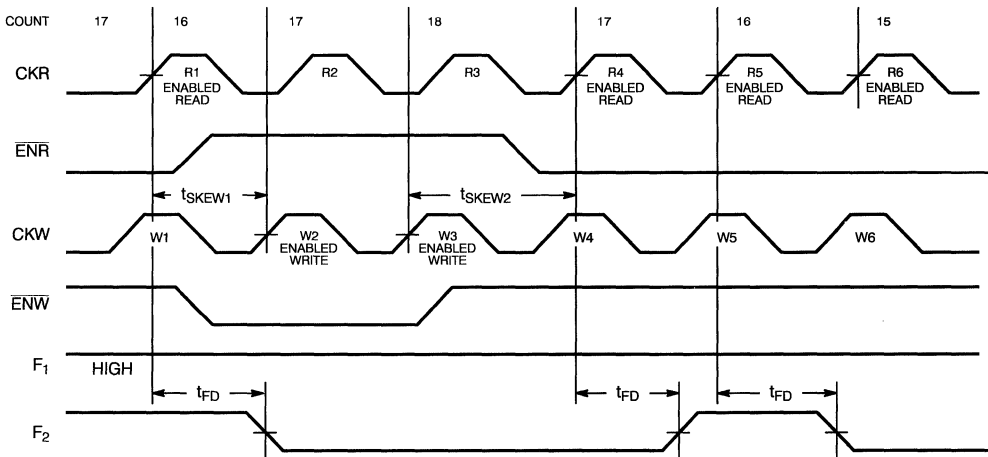 COUNT 17 16 17 18 17 16 15
CKR R1 R2 R3 R4 R5 R6
ENABLED ENABLED ENABLED ENABLED
READ READ READ READ
ENR
tSKEW1 tSKEW2
CKW W1 W2 W3 W4 W5 W6
ENABLED ENABLED
WRITE WRITE
ENW
F1 HIGH
tFD tFD tFD
F2